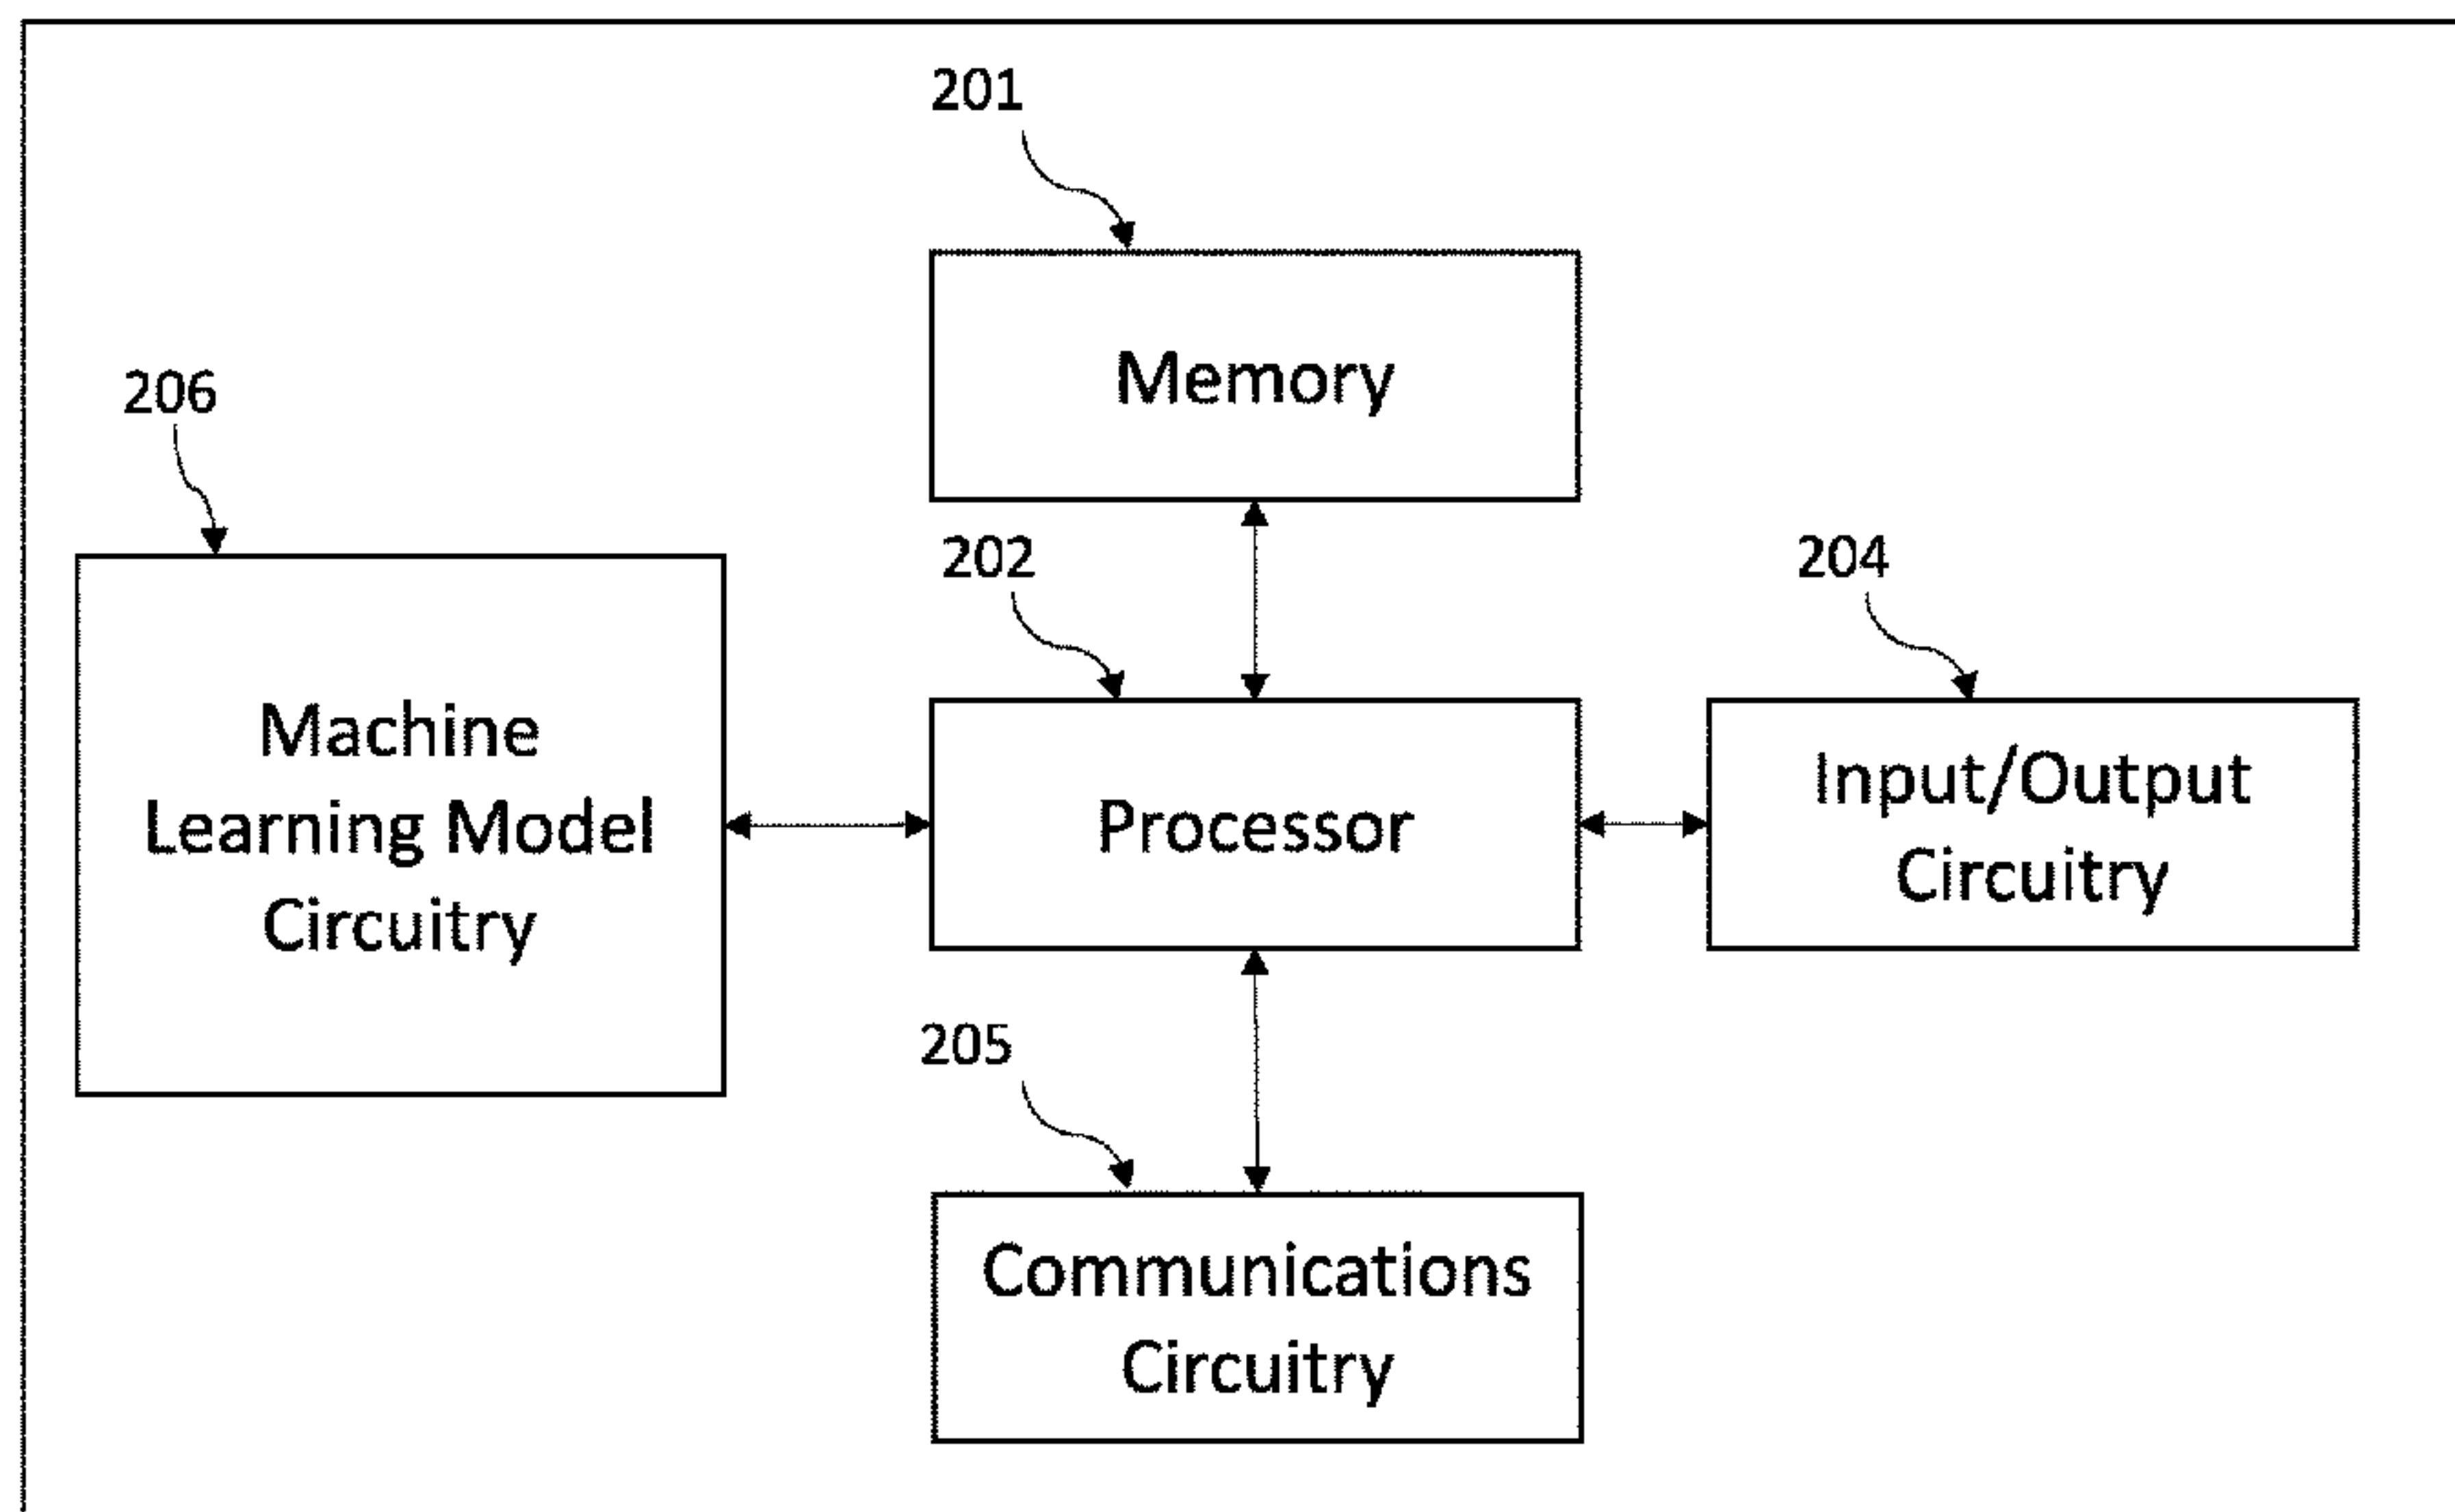 201
Memory
206
202
204
Machine
Learning Model
Circuitry
Processor
Input/Output
Circuitry
205
Communications
Circuitry